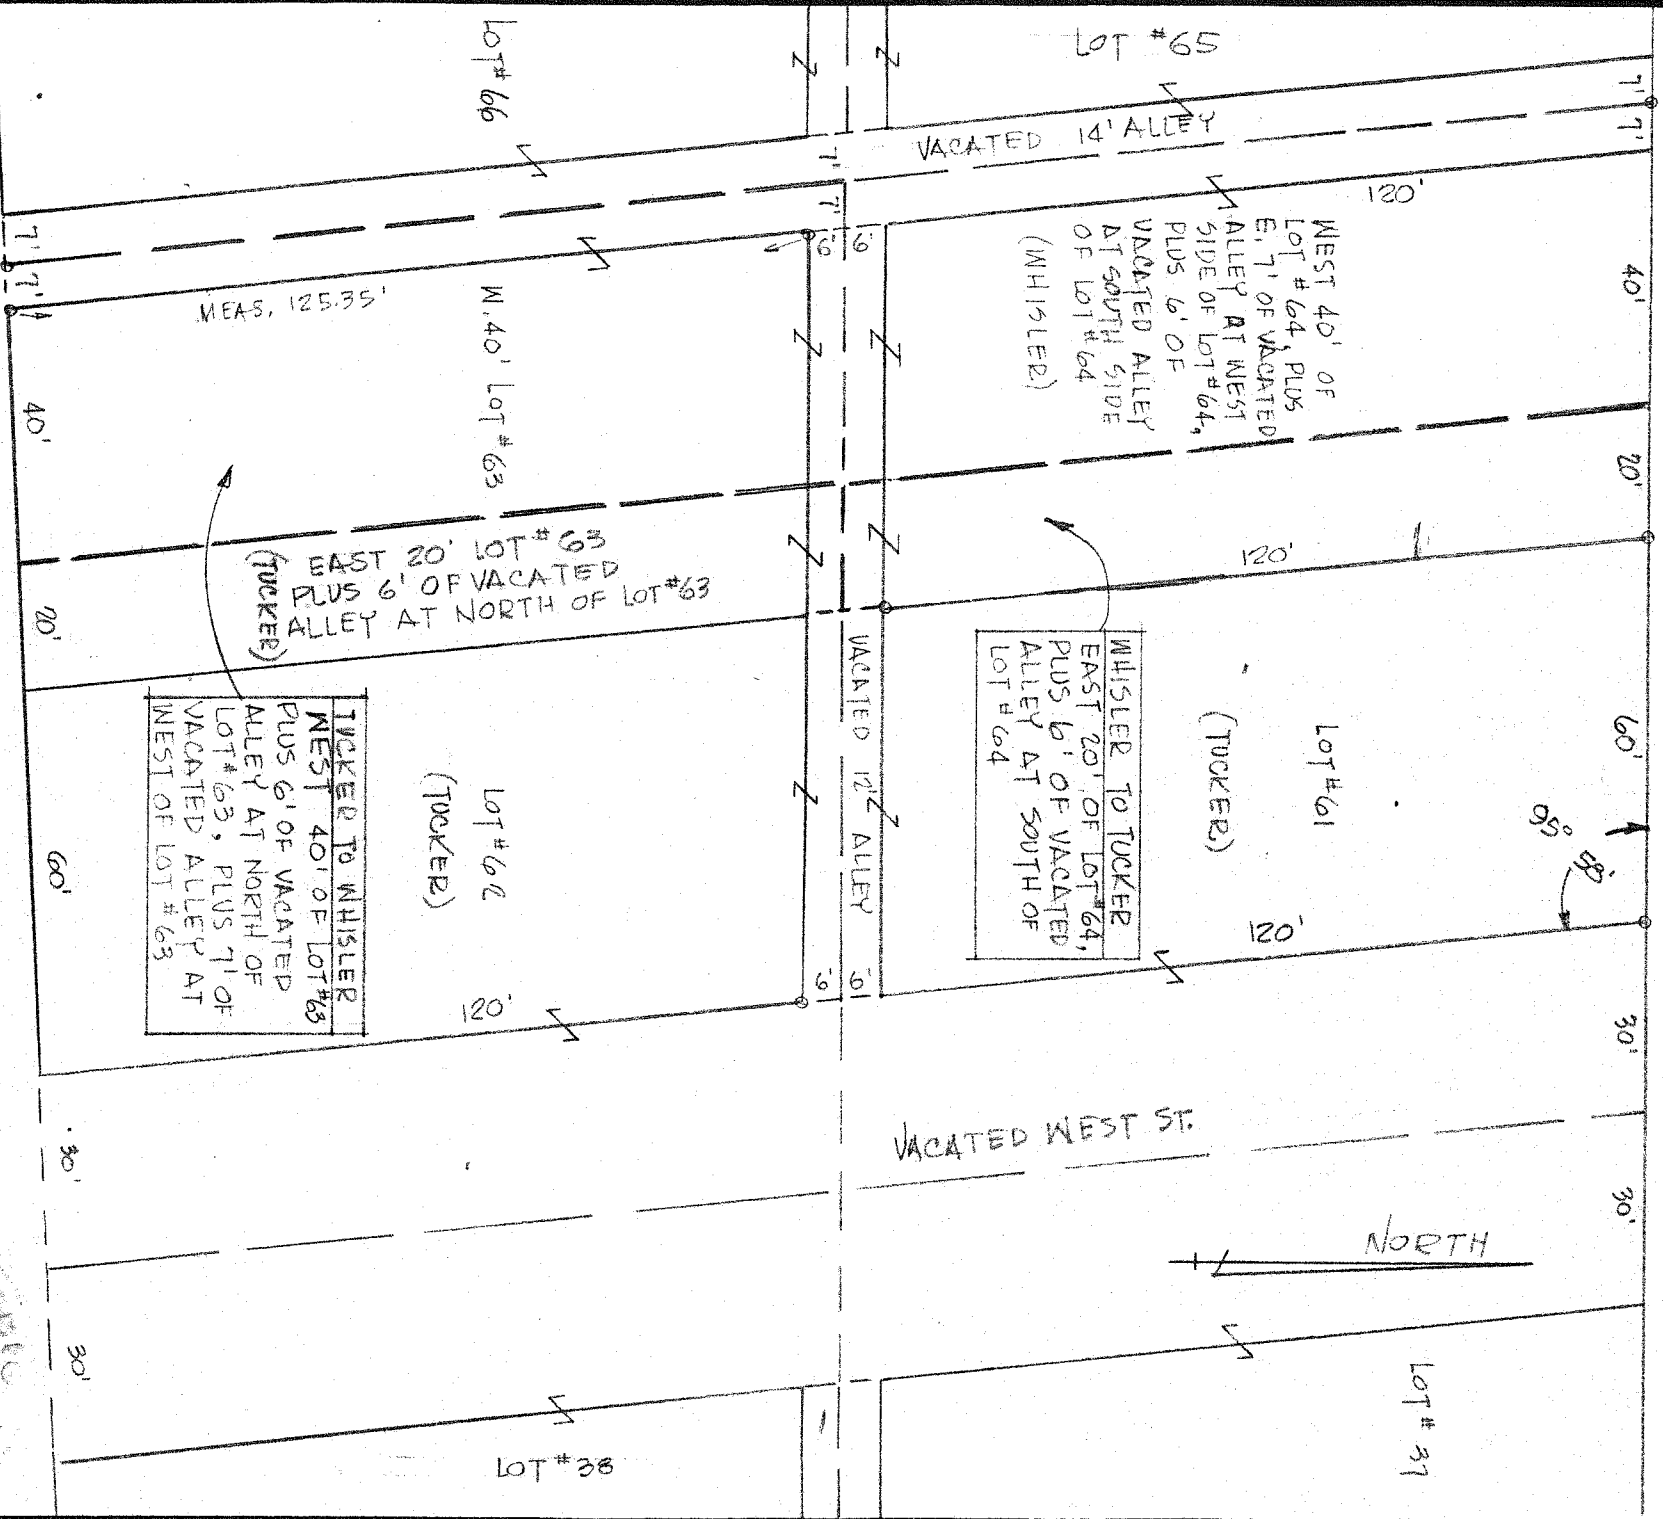 LOT #66
LOT #65
7'
7'
VACATED 14' ALLEY
7'
7'
120'
6'
6'
7'
7'
MEAS. 125.35'
40'
W. 40' LOT #63
WEST 40' OF
LOT #64, PLUS
E. 7' OF VACATED
ALLEY AT WEST
SIDE OF LOT #64,
PLUS 6' OF
VACATED ALLEY
AT SOUTH SIDE
OF LOT #64
(WHISLER)
40'
20'
EAST 20' LOT #63
PLUS 6' OF VACATED
ALLEY AT NORTH OF LOT #63
(TUCKER)
120'
20'
WHISLER TO TUCKER
EAST 20' OF LOT #64,
PLUS 6' OF VACATED
ALLEY AT SOUTH OF
LOT #64
VACATED 12' ALLEY
LOT #61
(TUCKER)
60'
95° 58'
TUCKER TO WHISLER
WEST 40' OF LOT #63
PLUS 6' OF VACATED
ALLEY AT NORTH OF
LOT #63, PLUS 7' OF
VACATED ALLEY AT
WEST OF LOT #63
LOT #62
(TUCKER)
60'
120'
6'
6'
120'
30'
VACATED WEST ST.
30'
30'
NORTH
30'
LOT #38
LOT #37